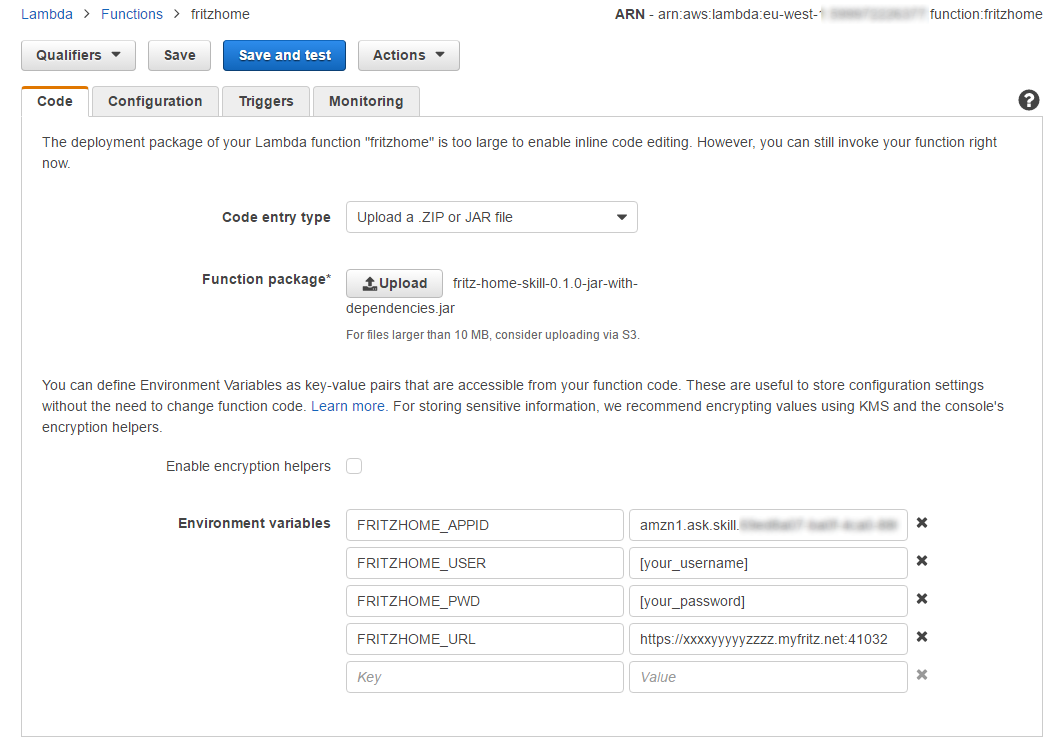 Lambda > Functions > fritzhome
ARN - arn:aws:lambda:eu-west-1 function:fritzhome
Qualifiers Save Save and test Actions
Code Configuration Triggers Monitoring ?
The deployment package of your Lambda function "fritzhome" is too large to enable inline code editing. However, you can still invoke your function right
now.
Code entry type Upload a .ZIP or JAR file
Function package* Upload fritz-home-skill-0.1.0-jar-with-
dependencies.jar
For files larger than 10 MB, consider uploading via S3.
You can define Environment Variables as key-value pairs that are accessible from your function code. These are useful to store configuration settings
without the need to change function code. Learn more. For storing sensitive information, we recommend encrypting values using KMS and the console's
encryption helpers.
Enable encryption helpers
Environment variables FRITZHOME_APPID amzn1.ask.skill.
FRITZHOME_USER [your_username]
FRITZHOME_PWD [your_password]
FRITZHOME_URL https://xxxxyyyyyzzzz.myfritz.net:41032
Key Value